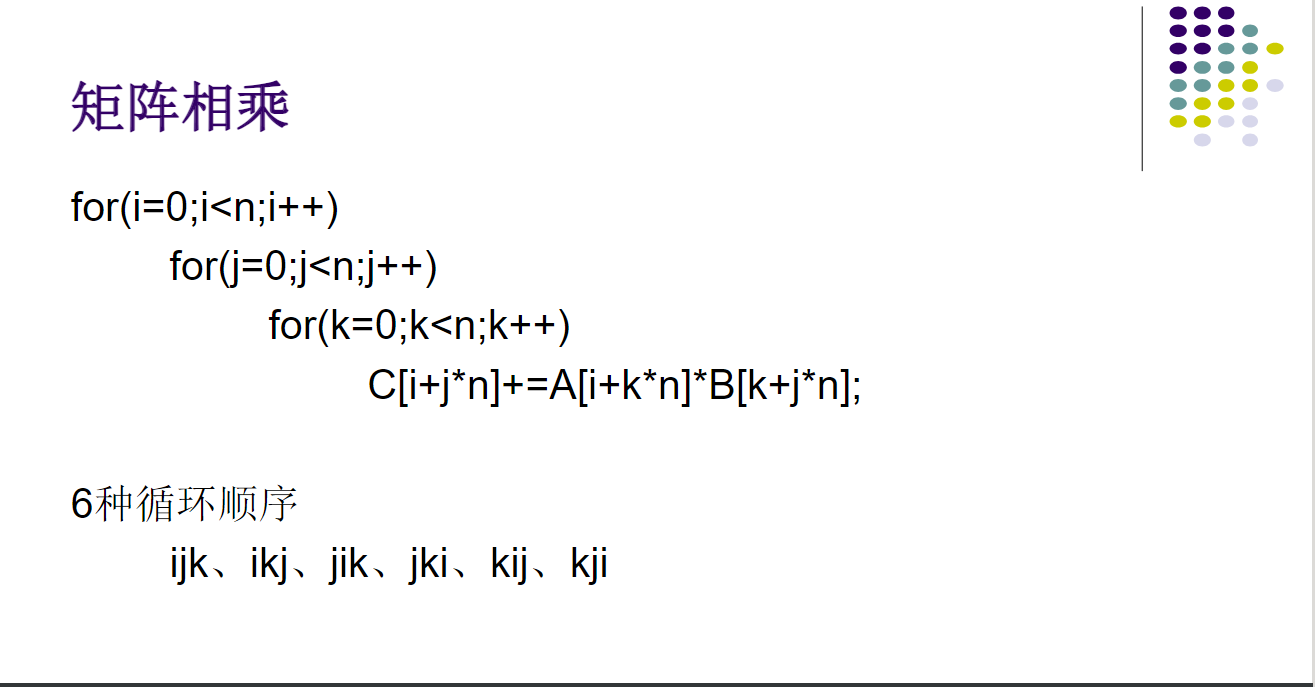 矩阵相乘
for(i=0;i<n;i++)
for(j=0;j<n;j++)
for(k=0;k<n;k++)
C[i+j*n]+=A[i+k*n]*B[k+j*n];
6种循环顺序
ijk、ikj、jik、jki、kij、kji